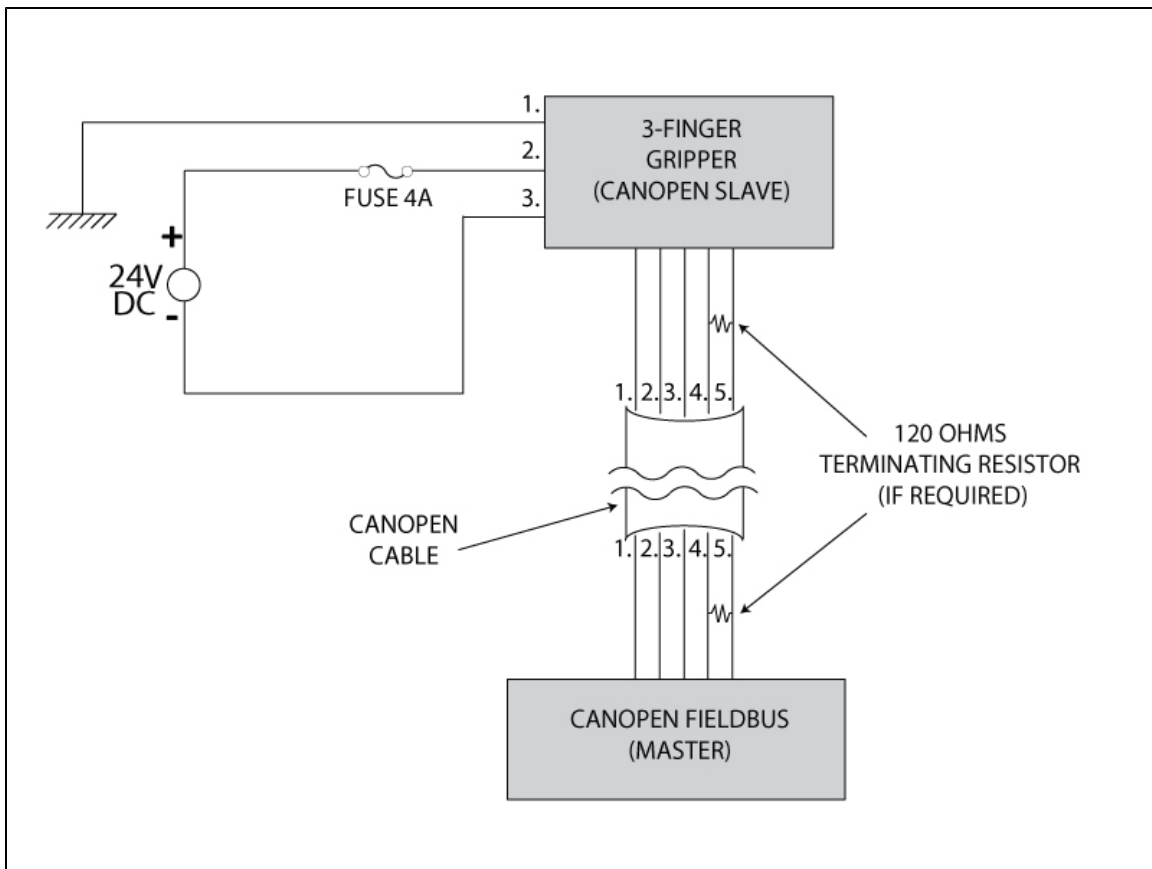 1.
2.
3.
3-FINGER
GRIPPER
(CANOPEN SLAVE)
FUSE 4A
+
24V
DC
-
1. 2. 3. 4. 5.
120 OHMS
TERMINATING RESISTOR
(IF REQUIRED)
CANOPEN
CABLE
1. 2. 3. 4. 5.
CANOPEN FIELDBUS
(MASTER)